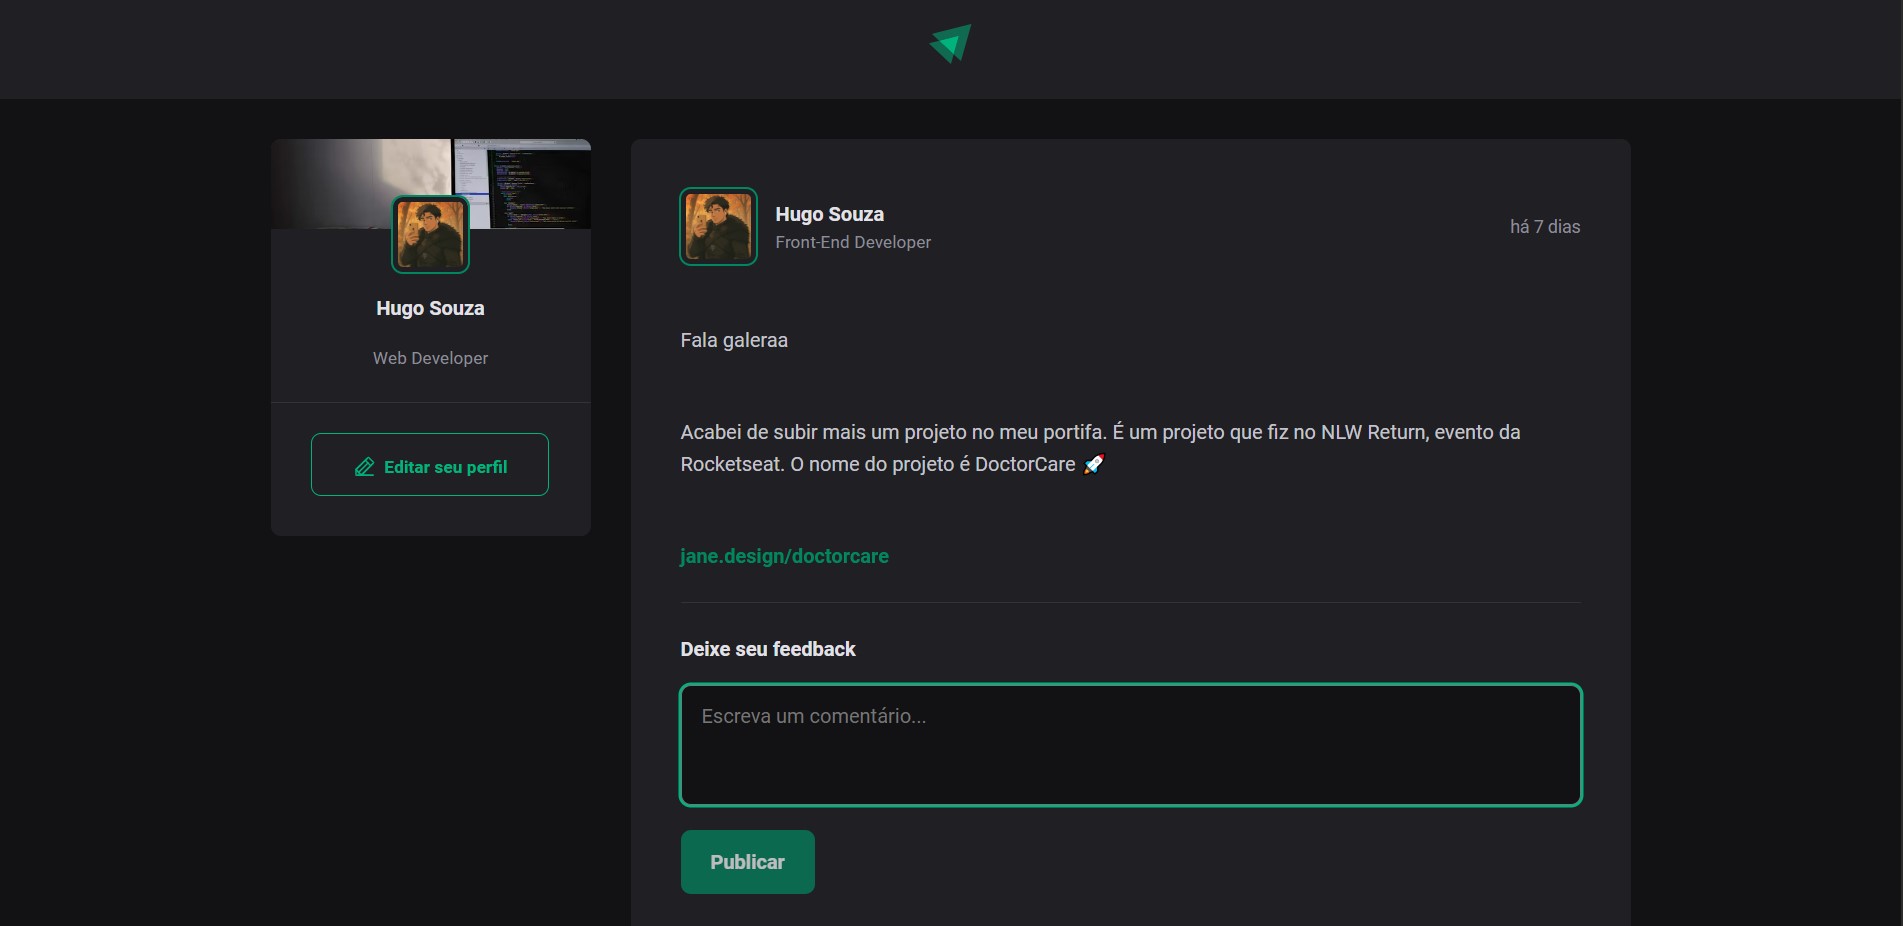 Hugo Souza
Web Developer
Editar seu perfil
Hugo Souza
Front-End Developer
há 7 dias
Fala galeraa
Acabei de subir mais um projeto no meu portifa. É um projeto que fiz no NLW Return, evento da
Rocketseat. O nome do projeto é DoctorCare 🚀
jane.design/doctorcare
Deixe seu feedback
Escreva um comentário...
Publicar